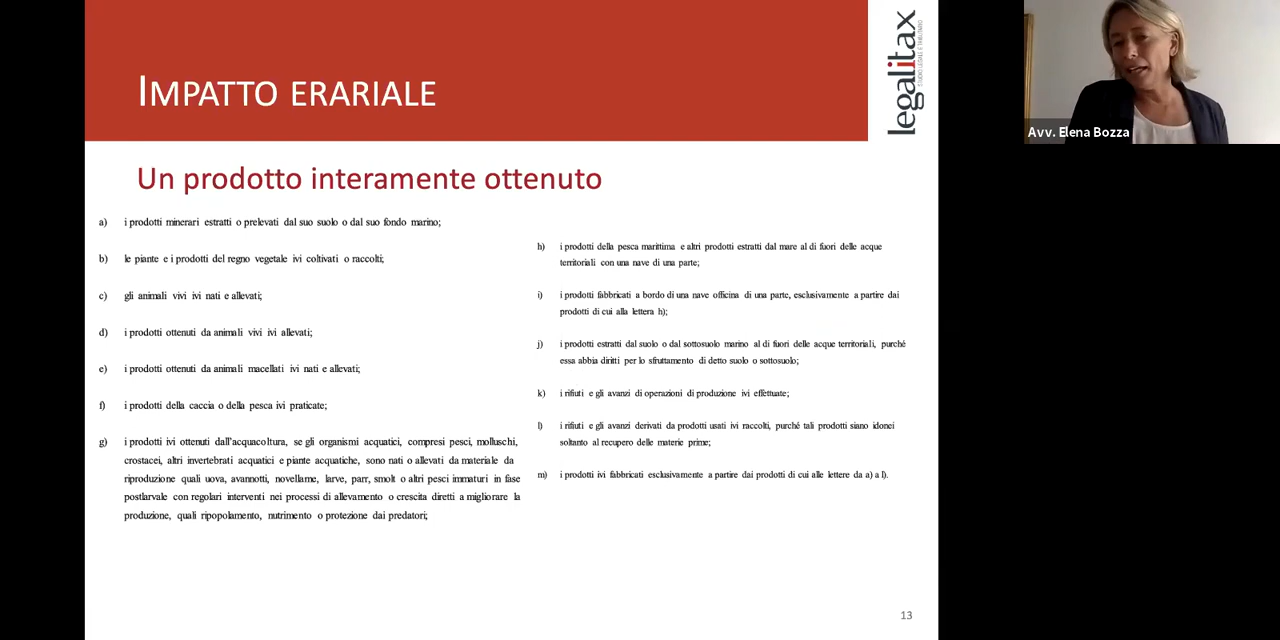 IMPATTO ERARIALE
legalitax
STUDIO LEGALE E TRIBUTARIO
Avv. Elena Bozza
Un prodotto interamente ottenuto
a) i prodotti minerari estratti o prelevati dal suo suolo o dal suo fondo marino;
b) le piante e i prodotti del regno vegetale ivi coltivati o raccolti;
c) gli animali vivi ivi nati e allevati;
d) i prodotti ottenuti da animali vivi ivi allevati;
e) i prodotti ottenuti da animali macellati ivi nati e allevati;
f) i prodotti della caccia o della pesca ivi praticate;
g) i prodotti ivi ottenuti dall'acquacoltura, se gli organismi acquatici, compresi pesci, molluschi,
crostacei, altri invertebrati acquatici e piante acquatiche, sono nati o allevati da materiale da
riproduzione quali uova, avannotti, novellame, larve, parr, smolt o altri pesci immaturi in fase
postlarvale con regolari interventi nei processi di allevamento o crescita diretti a migliorare la
produzione, quali ripopolamento, nutrimento o protezione dai predatori;
h) i prodotti della pesca marittima e altri prodotti estratti dal mare al di fuori delle acque
territoriali con una nave di una parte;
i) i prodotti fabbricati a bordo di una nave officina di una parte, esclusivamente a partire dai
prodotti di cui alla lettera h);
j) i prodotti estratti dal suolo o dal sottosuolo marino al di fuori delle acque territoriali, purché
essa abbia diritti per lo sfruttamento di detto suolo o sottosuolo;
k) i rifiuti e gli avanzi di operazioni di produzione ivi effettuate;
l) i rifiuti e gli avanzi derivati da prodotti usati ivi raccolti, purché tali prodotti siano idonei
soltanto al recupero delle materie prime;
m) i prodotti ivi fabbricati esclusivamente a partire dai prodotti di cui alle lettere da a) a l).
13